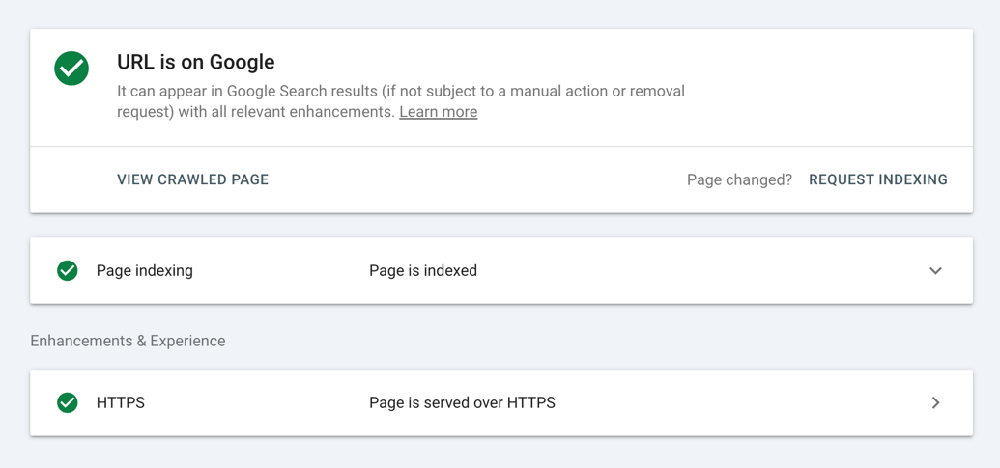 URL is on Google
It can appear in Google Search results (if not subject to a manual action or removal
request) with all relevant enhancements. Learn more
VIEW CRAWLED PAGE
Page changed? REQUEST INDEXING
Page indexing Page is indexed
Enhancements & Experience
HTTPS Page is served over HTTPS